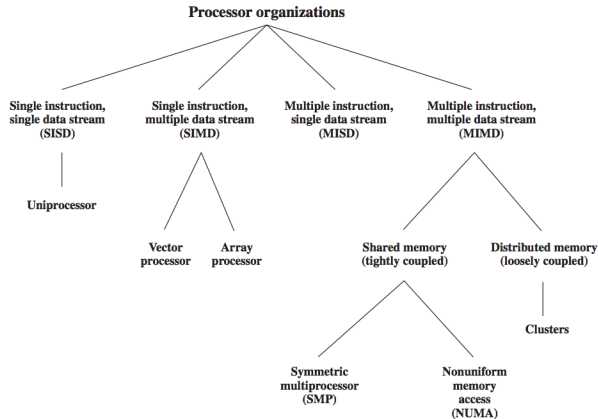 Processor organizations
Single instruction,
single data stream
(SISD)
Single instruction,
multiple data stream
(SIMD)
Multiple instruction,
single data stream
(MISD)
Multiple instruction,
multiple data stream
(MIMD)
Uniprocessor
Vector
processor
Array
processor
Shared memory
(tightly coupled)
Distributed memory
(loosely coupled)
Clusters
Symmetric
multiprocessor
(SMP)
Nonuniform
memory
access
(NUMA)